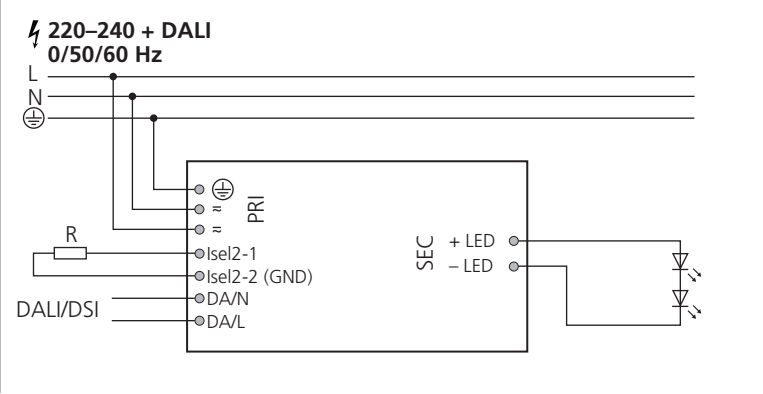 220–240 + DALI
0/50/60 Hz
L
N
PRI
≂
≂
R
Isel2-1
Isel2-2 (GND)
DALI/DSI
DA/N
DA/L
SEC
+ LED
– LED